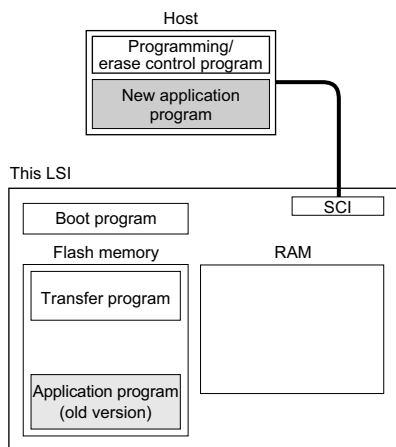 Host
Programming/
erase control program
New application
program
This LSI
SCI
Boot program
Flash memory
RAM
Transfer program
Application program
(old version)